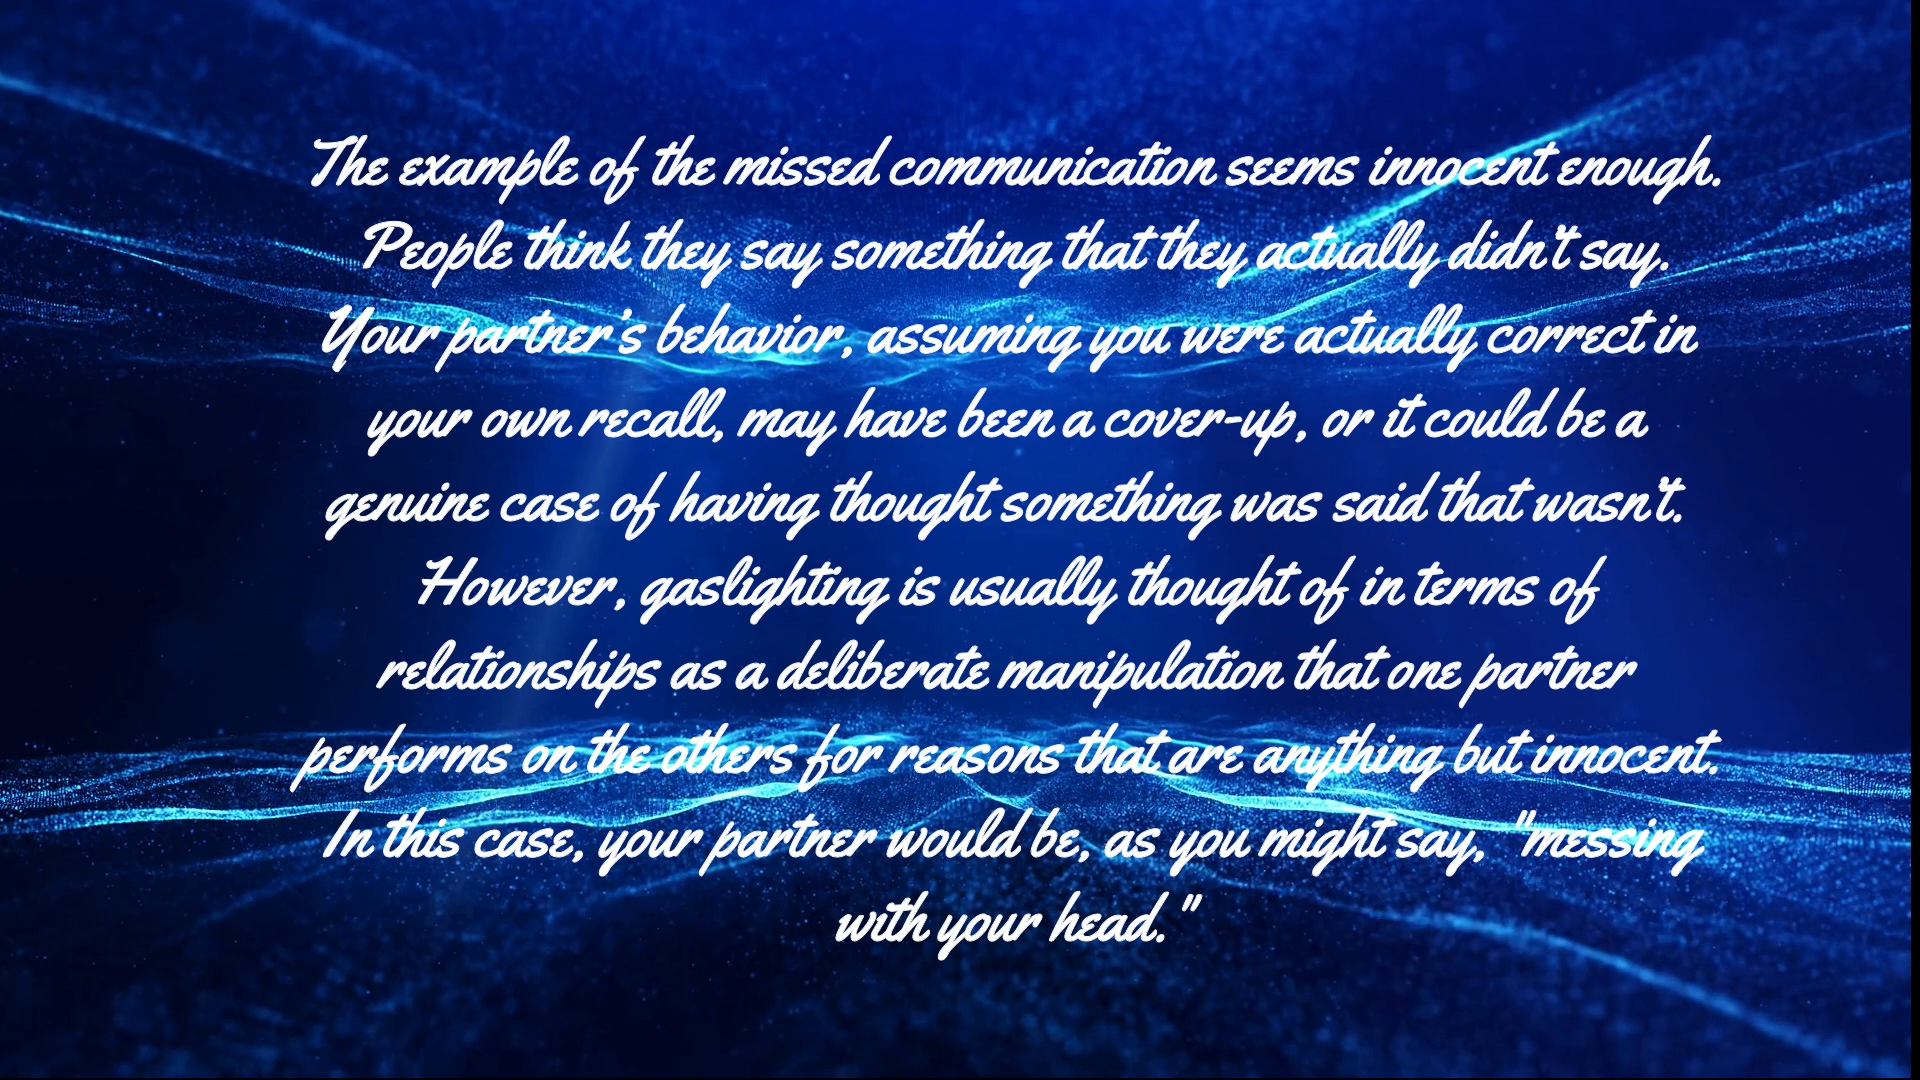 The example of the missed communication seems innocent enough.
People think they say something that they actually didn't say.
Your partner's behavior, assuming you were actually correct in
your own recall, may have been a cover-up, or it could be a
genuine case of having thought something was said that wasn't.
However, gaslighting is usually thought of in terms of
relationships as a deliberate manipulation that one partner
performs on the others for reasons that are anything but innocent.
In this case, your partner would be, as you might say, "messing
with your head."